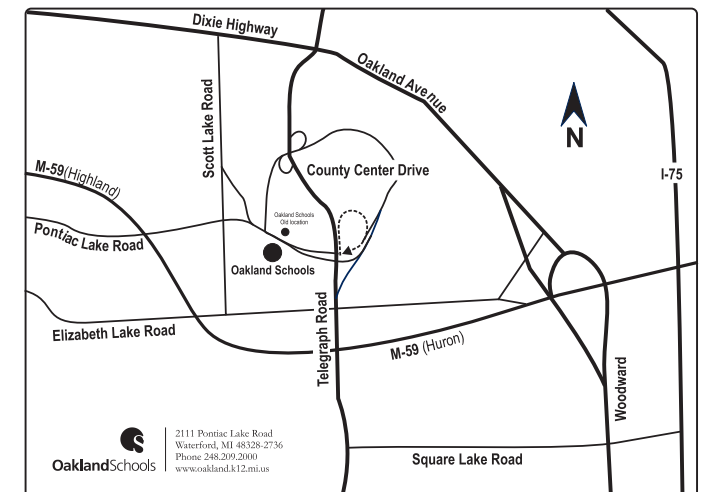 Dixie Highway
Oakland Avenue
Scott Lake Road
N
M-59(Highland)
County Center Drive
I-75
Oakland Schools
Old location
Pontiac Lake Road
Oakland Schools
Elizabeth Lake Road
Telegraph Road
M-59 (Huron)
Woodward
Square Lake Road
OaklandSchools
2111 Pontiac Lake Road
Waterford, MI 48328-2736
Phone 248.209.2000
www.oakland.k12.mi.us